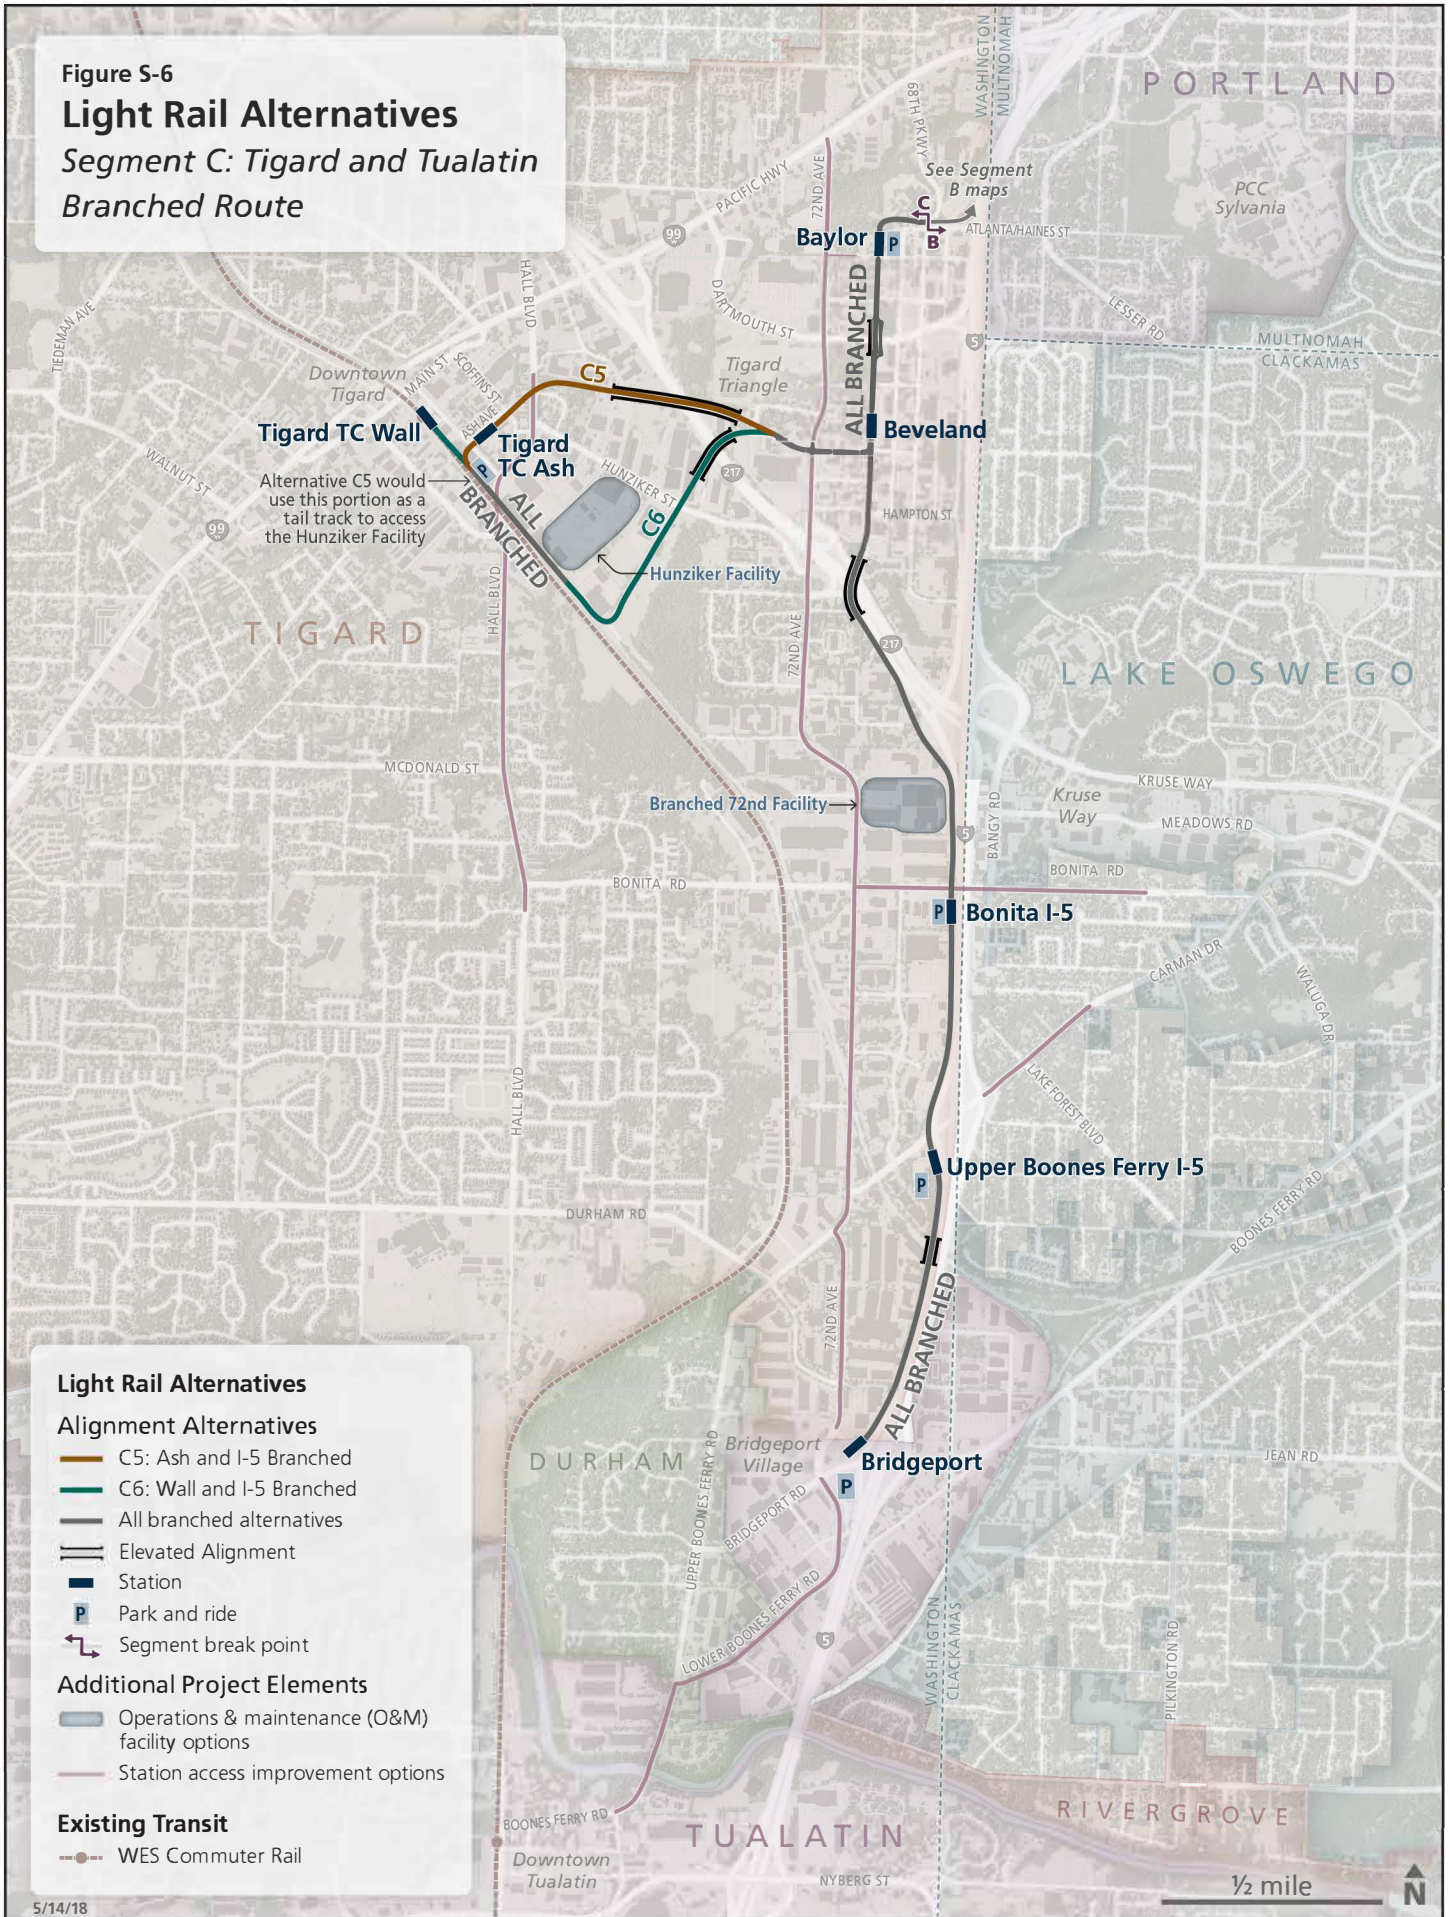 Figure S-6
Light Rail Alternatives
Segment C: Tigard and Tualatin
Branched Route
WASHINGTON
MULTNOMAH
PORTLAND
68TH PKWY
72ND AVE
PACIFIC HWY
See Segment
B maps
PCC
Sylvania
C
B
ATLANTA/HAINES ST
Baylor
P
99
W
HALL BLVD
DARTMOUTH ST
ALL BRANCHED
LESSER RD
5
MULTNOMAH
CLACKAMAS
TIEDEMAN AVE
Downtown
Tigard
MAIN ST
SCOFFINS ST
C5
Tigard
Triangle
ASH AVE
Tigard TC Wall
Tigard
TC Ash
P
Beveland
WALNUT ST
Alternative C5 would
use this portion as a
tail track to access
the Hunziker Facility
99
W
ALL
BRANCHED
HUNZIKER ST
217
C6
HAMPTON ST
Hunziker Facility
HALL BLVD
TIGARD
72ND AVE
217
LAKE OSWEGO
MCDONALD ST
KRUSE WAY
Branched 72nd Facility
Kruse
Way
BANGY RD
5
MEADOWS RD
BONITA RD
BONITA RD
P
Bonita I-5
CARMAN DR
WALUGA DR
LAKE FOREST BLVD
HALL BLVD
Upper Boones Ferry I-5
P
BOONES FERRY RD
DURHAM RD
72ND AVE
ALL BRANCHED
DURHAM
UPPER BOONES FERRY RD
Bridgeport
Village
Bridgeport
P
JEAN RD
BRIDGEPORT RD
LOWER BOONES FERRY RD
5
WASHINGTON
CLACKAMAS
PILKINGTON RD
RIVERGROVE
BOONES FERRY RD
TUALATIN
Downtown
Tualatin
NYBERG ST
½ mile
N
Light Rail Alternatives
Alignment Alternatives
C5: Ash and I-5 Branched
C6: Wall and I-5 Branched
All branched alternatives
Elevated Alignment
Station
P
Park and ride
Segment break point
Additional Project Elements
Operations & maintenance (O&M)
facility options
Station access improvement options
Existing Transit
WES Commuter Rail
5/14/18